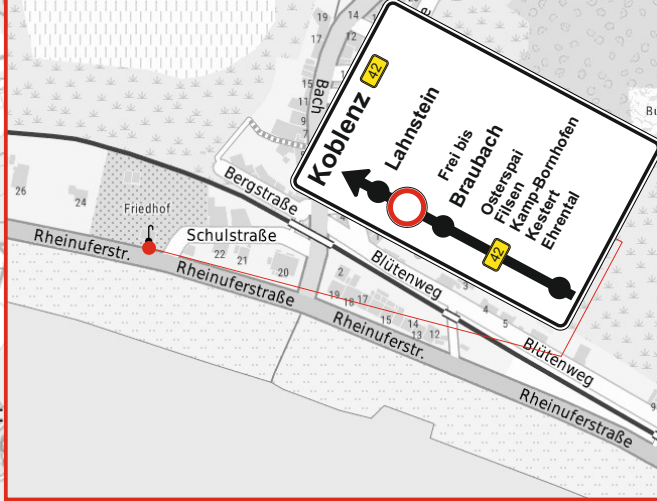 19
14
12
17
15
Bach
11
9
7
Koblenz
42
Lahnstein
Frei bis
Braubach
42
Osterspai
Filsen
Kamp-Bornhofen
Kestert
Ehrental
26
24
Friedhof
Bergstraße
Schulstraße
22
21
20
2
Rheinuferstr.
Rheinuferstraße
Blütenweg
3
4
5
19
18
17
15
14
13
12
Rheinuferstr.
Blütenweg
Rheinuferstraße
9